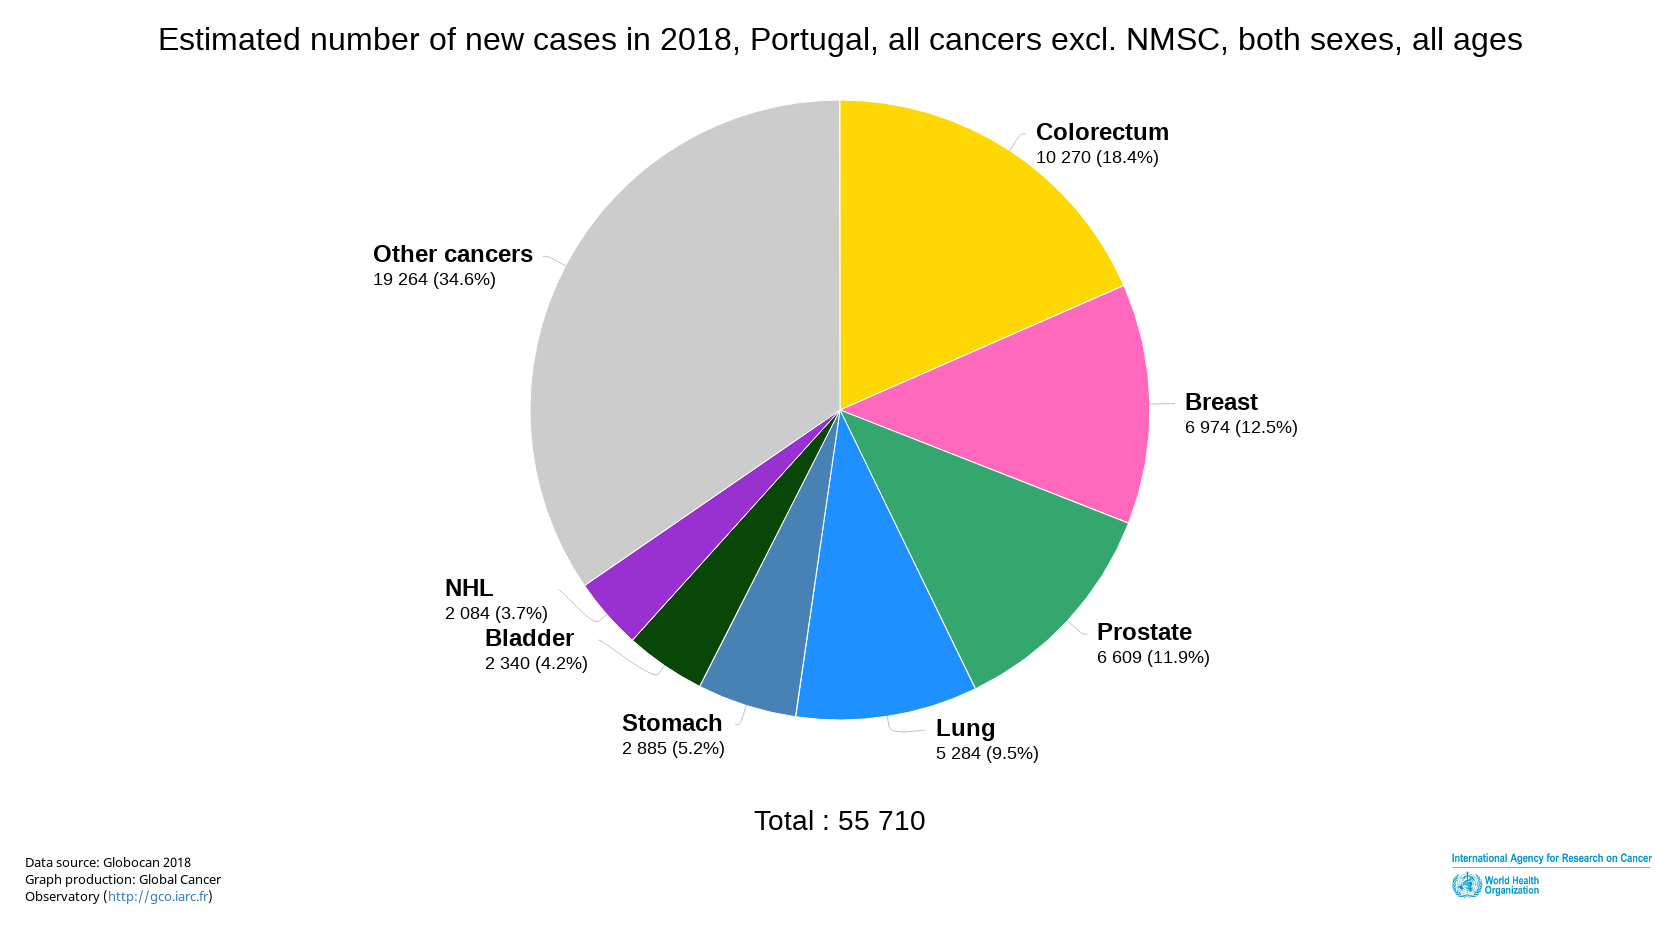 Estimated number of new cases in 2018, Portugal, all cancers excl. NMSC, both sexes, all ages
Colorectum
10 270 (18.4%)
Other cancers
19 264 (34.6%)
Breast
6 974 (12.5%)
NHL
2 084 (3.7%)
Bladder
2 340 (4.2%)
Prostate
6 609 (11.9%)
Stomach
2 885 (5.2%)
Lung
5 284 (9.5%)
Total : 55 710
Data source: Globocan 2018
Graph production: Global Cancer
Observatory (http://gco.iarc.fr)
International Agency for Research on Cancer
World Health
Organization